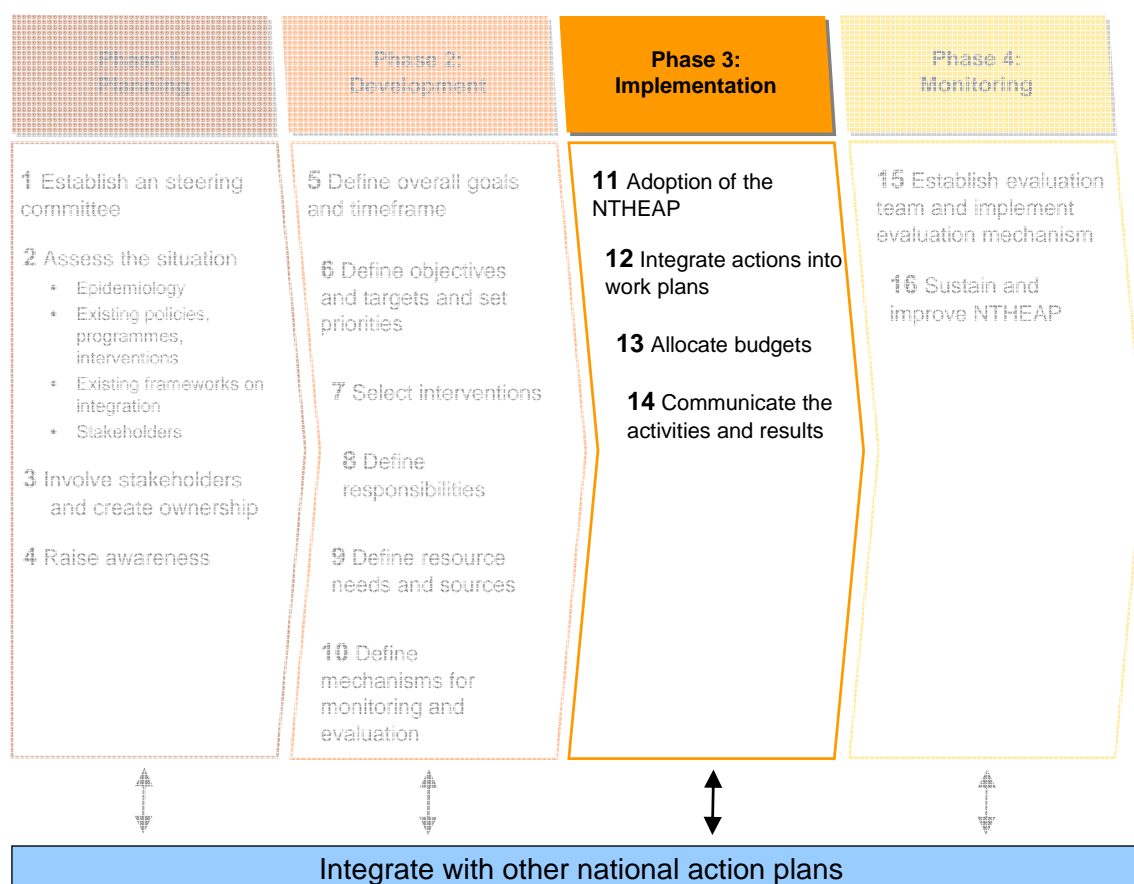 Phase 1:
Planning
1 Establish an steering
committee
2 Assess the situation
• Epidemiology
• Existing policies,
programmes,
interventions
• Existing frameworks on
integration
• Stakeholders
3 Involve stakeholders
and create ownership
4 Raise awareness
Phase 2:
Development
5 Define overall goals
and timeframe
6 Define objectives
and targets and set
priorities
7 Select interventions
8 Define
responsibilities
9 Define resource
needs and sources
10 Define
mechanisms for
monitoring and
evaluation
Phase 3:
Implementation
11 Adoption of the
NTHEAP
12 Integrate actions into
work plans
13 Allocate budgets
14 Communicate the
activities and results
Phase 4:
Monitoring
15 Establish evaluation
team and implement
evaluation mechanism
16 Sustain and
improve NTHEAP
Integrate with other national action plans